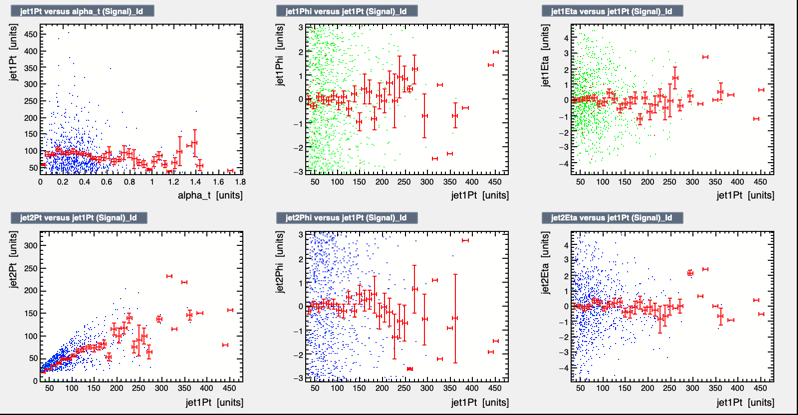 jet1Pt versus alpha_t (Signal)_Id
jet1Phi versus jet1Pt (Signal)_Id
jet1Eta versus jet1Pt (Signal)_Id
jet1Pt [units]
450
400
350
300
250
200
150
100
50
0 0.2 0.4 0.6 0.8 1.0 1.2 1.4 1.6 1.8
alpha_t [units]
jet1Phi [units]
3
2
1
0
−1
−2
−3
50 100 150 200 250 300 350 400 450
jet1Pt [units]
jet1Eta [units]
4
3
2
1
0
−1
−2
−3
−4
50 100 150 200 250 300 350 400 450
jet1Pt [units]
jet2Pt versus jet1Pt (Signal)_Id
jet2Phi versus jet1Pt (Signal)_Id
jet2Eta versus jet1Pt (Signal)_Id
jet2Pt [units]
300
250
200
150
100
50
0
50 100 150 200 250 300 350 400 450
jet1Pt [units]
jet2Phi [units]
3
2
1
0
−1
−2
−3
50 100 150 200 250 300 350 400 450
jet1Pt [units]
jet2Eta [units]
4
3
2
1
0
−1
−2
−3
−4
50 100 150 200 250 300 350 400 450
jet1Pt [units]